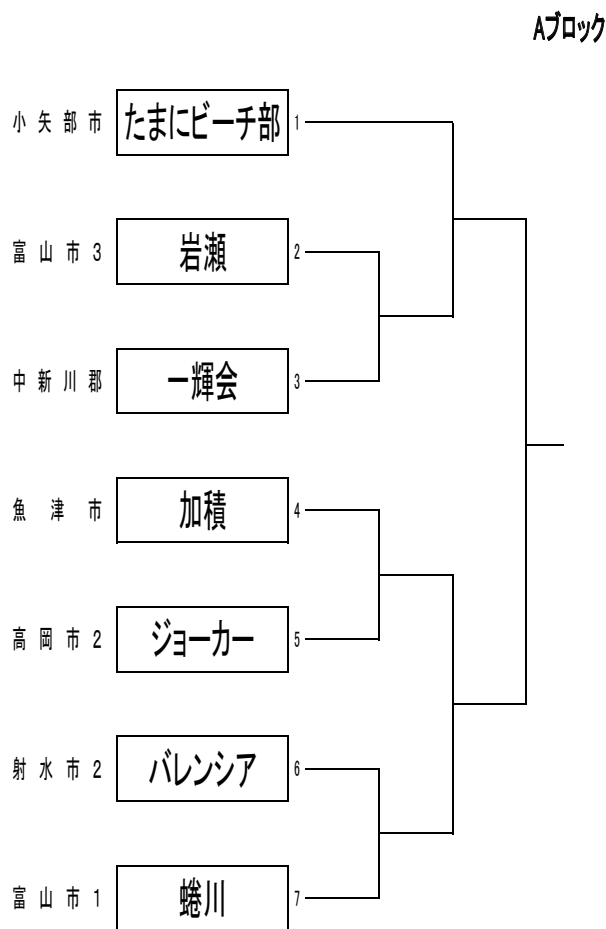 Aブロック
小矢部市 たまにビーチ部 1
富山市3 岩瀬 2
中新川郡 一輝会 3
魚津市 加積 4
高岡市2 ジョーカー 5
射水市2 バレンシア 6
富山市1 蜷川 7